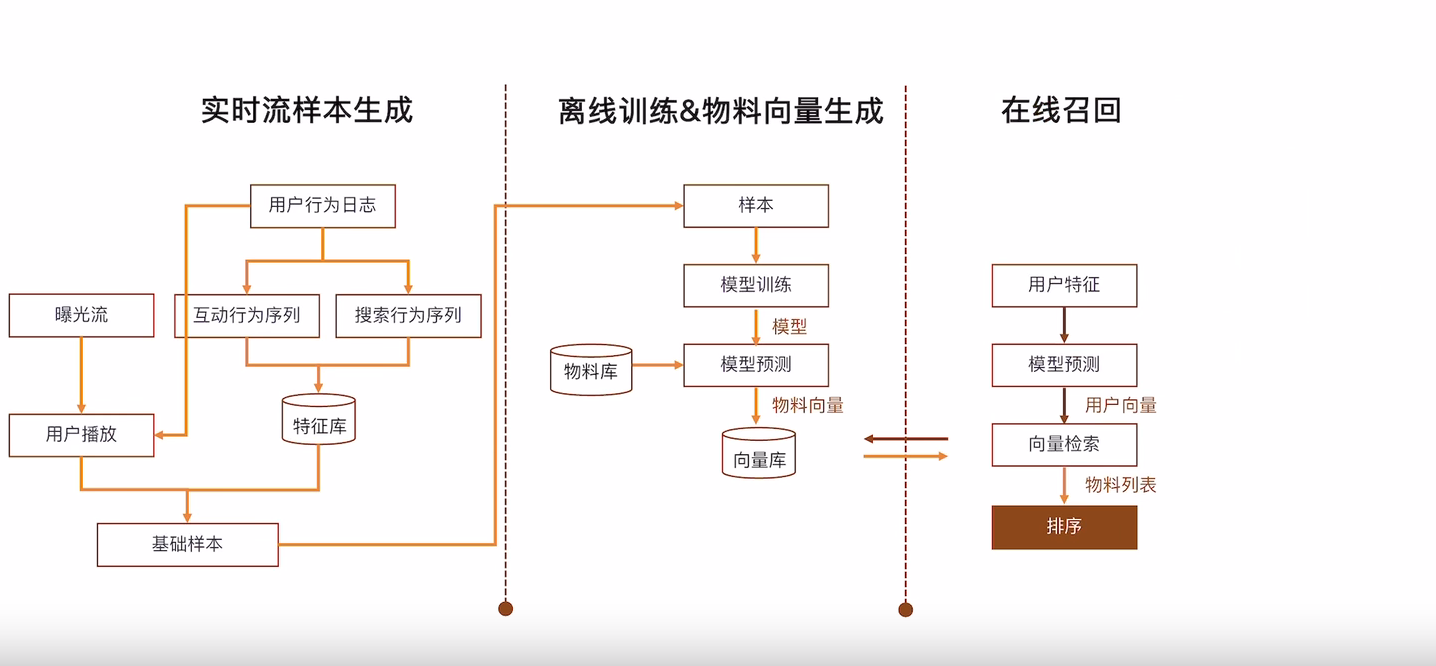 实时流样本生成
用户行为日志
曝光流
互动行为序列
搜索行为序列
用户播放
特征库
基础样本
离线训练&物料向量生成
样本
模型训练
模型
物料库
模型预测
物料向量
向量库
在线召回
用户特征
模型预测
用户向量
向量检索
物料列表
排序